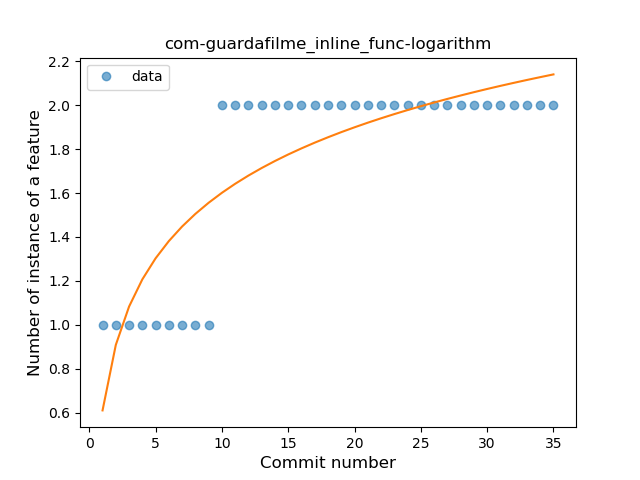 com-guardafilme_inline_func-logarithm
data
Number of instance of a feature
2.2
2.0
1.8
1.6
1.4
1.2
1.0
0.8
0.6
0 5 10 15 20 25 30 35
Commit number